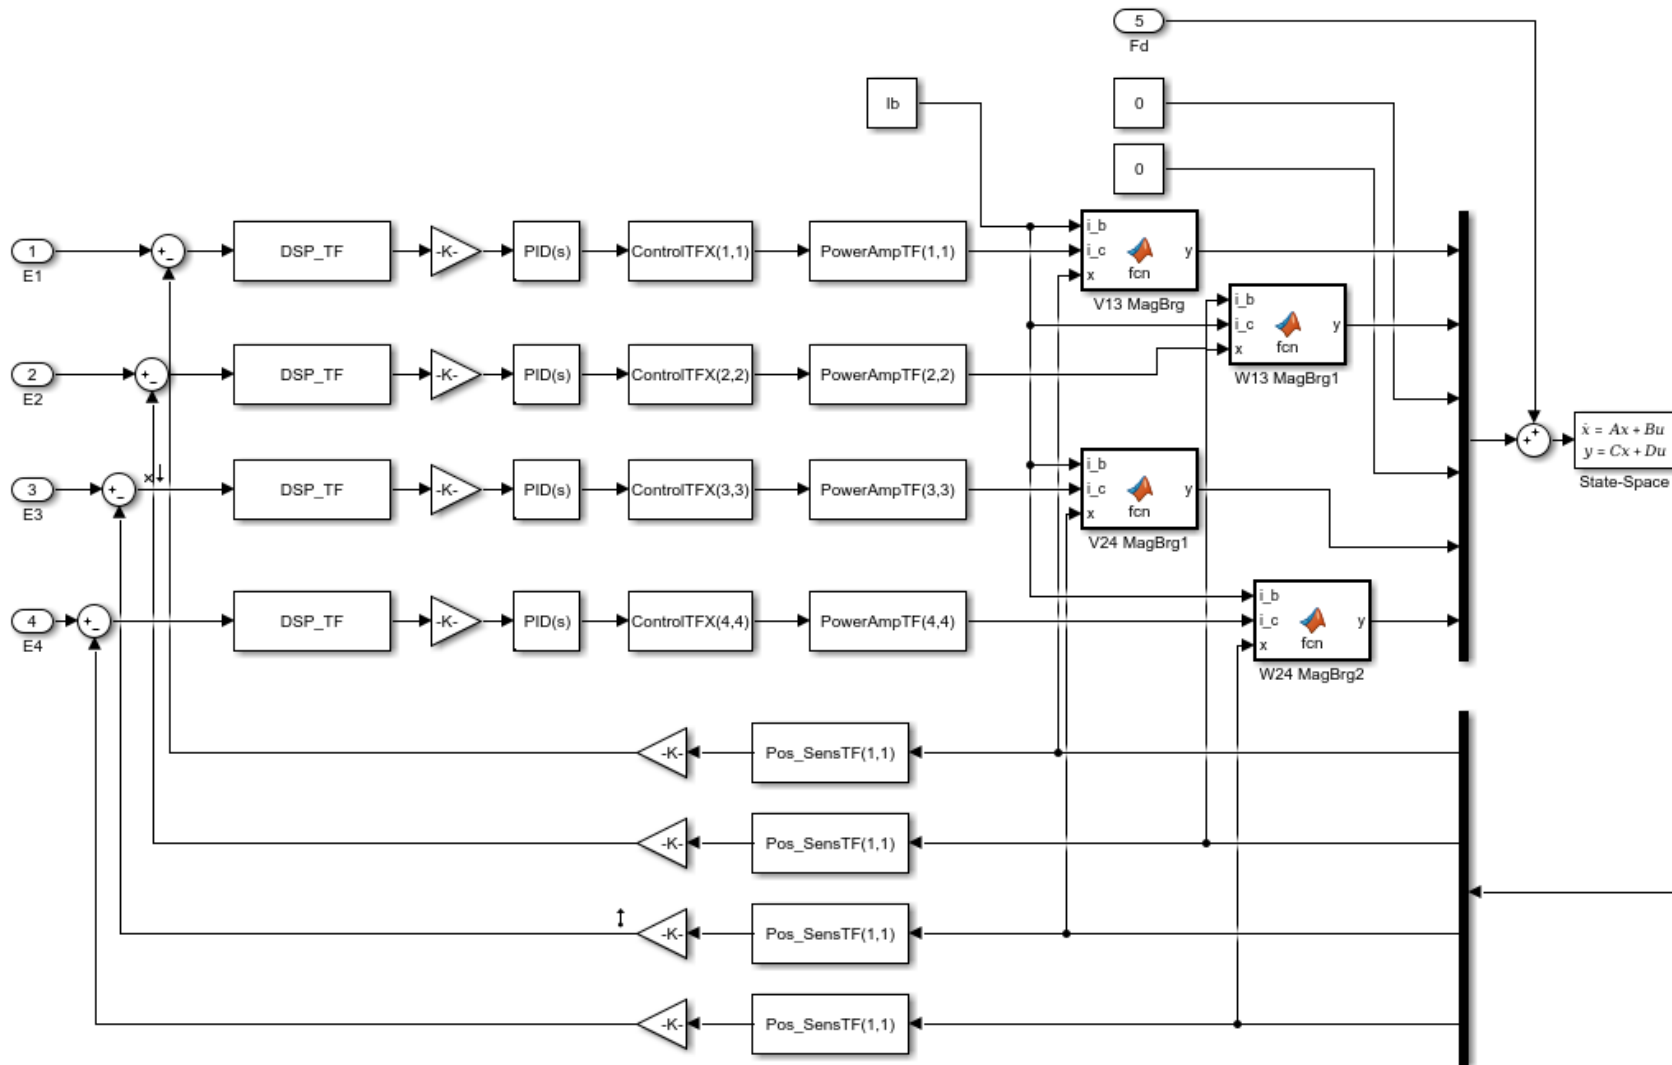 5
Fd
Ib
0
0
1
E1
+
-
DSP_TF
-K-
PID(s)
ControlTFX(1,1)
PowerAmpTF(1,1)
i_b
i_c
x
fcn
y
V13 MagBrg
i_b
i_c
x
fcn
y
W13 MagBrg1
2
E2
+
-
DSP_TF
-K-
PID(s)
ControlTFX(2,2)
PowerAmpTF(2,2)
+
+
ẋ = Ax + Bu
y = Cx + Du
State-Space
3
E3
+
-
DSP_TF
-K-
PID(s)
ControlTFX(3,3)
PowerAmpTF(3,3)
i_b
i_c
x
fcn
y
V24 MagBrg1
4
E4
+
-
DSP_TF
-K-
PID(s)
ControlTFX(4,4)
PowerAmpTF(4,4)
i_b
i_c
x
fcn
y
W24 MagBrg2
-K-
Pos_SensTF(1,1)
-K-
Pos_SensTF(1,1)
-K-
Pos_SensTF(1,1)
-K-
Pos_SensTF(1,1)